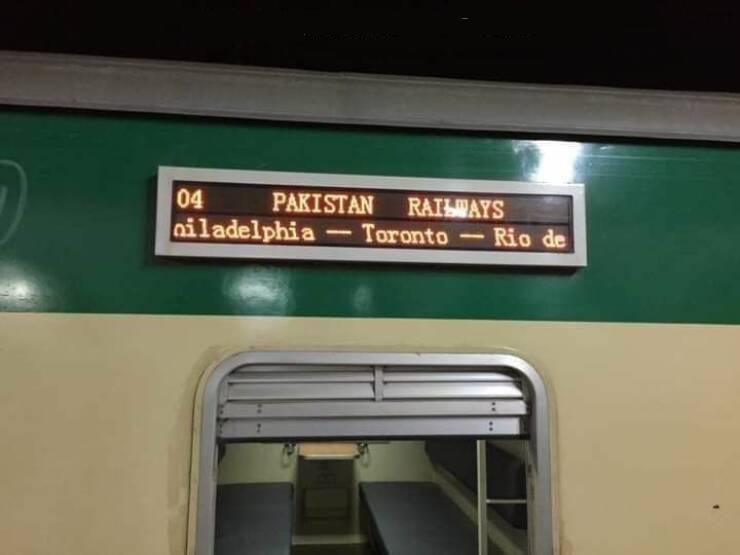 04 PAKISTAN RAILWAYS
niladelphia -- Toronto -- Rio de